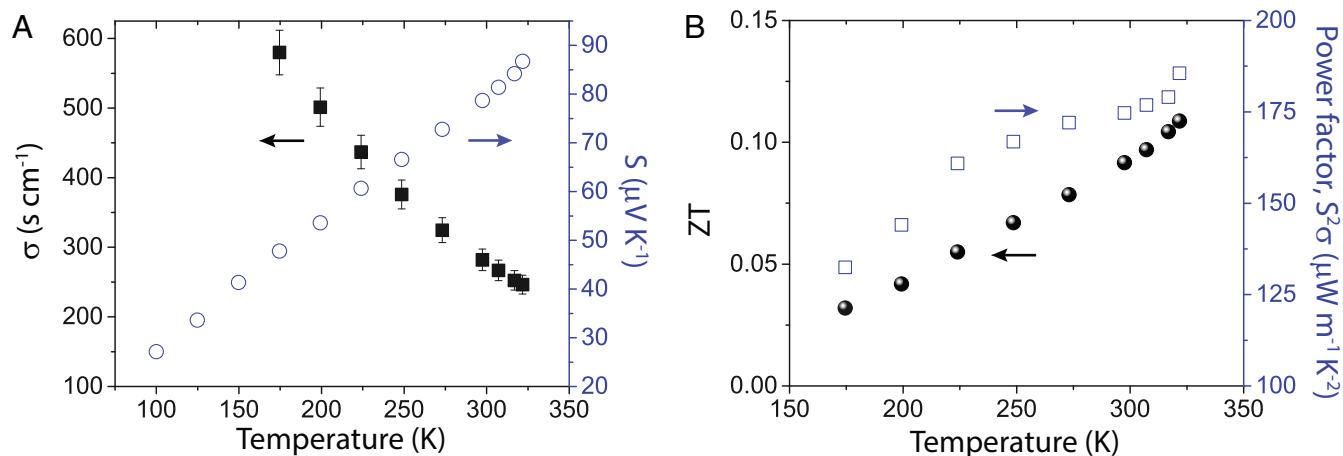 A
600
500
400
300
200
100
σ (s cm⁻¹)
100 150 200 250 300 350
Temperature (K)
90
80
70
60
50
40
30
20
S (μV K⁻¹)
B
0.15
0.10
0.05
0.00
ZT
150 200 250 300 350
Temperature (K)
200
175
150
125
100
Power factor, S²σ (μW m⁻¹ K⁻²)